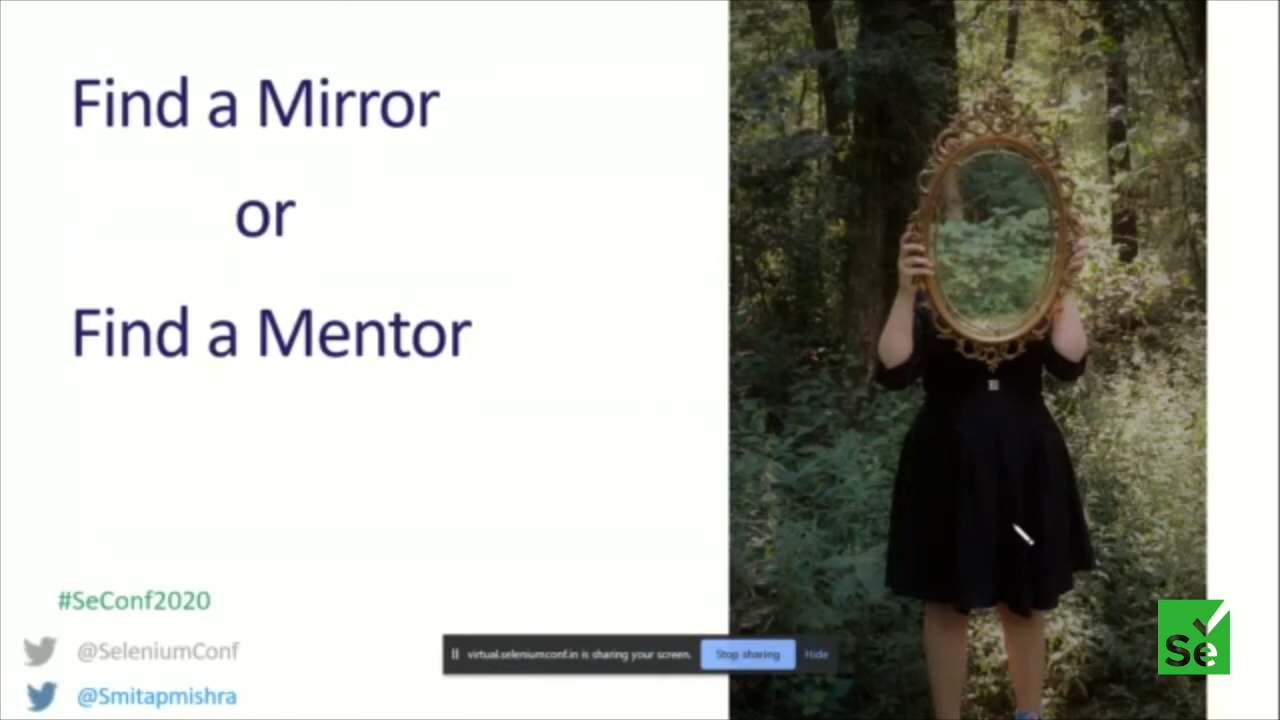 Find a Mirror
or
Find a Mentor
#SeConf2020
@SeleniumConf
@Smitapmishra
virtual.seleniumconf.in is sharing your screen.
Stop sharing
Hide
Se